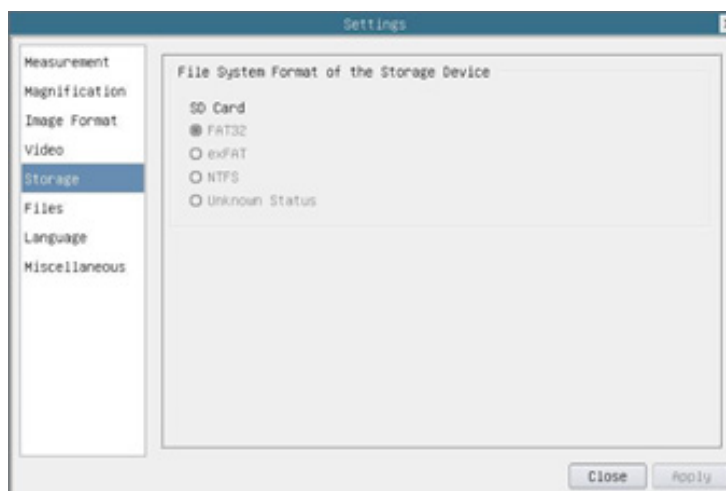 Settings
Measurement
Magnification
Image Format
Video
Storage
Files
Language
Miscellaneous
File System Format of the Storage Device
SD Card
FAT32
exFAT
NTFS
Unknown Status
Close
Apply